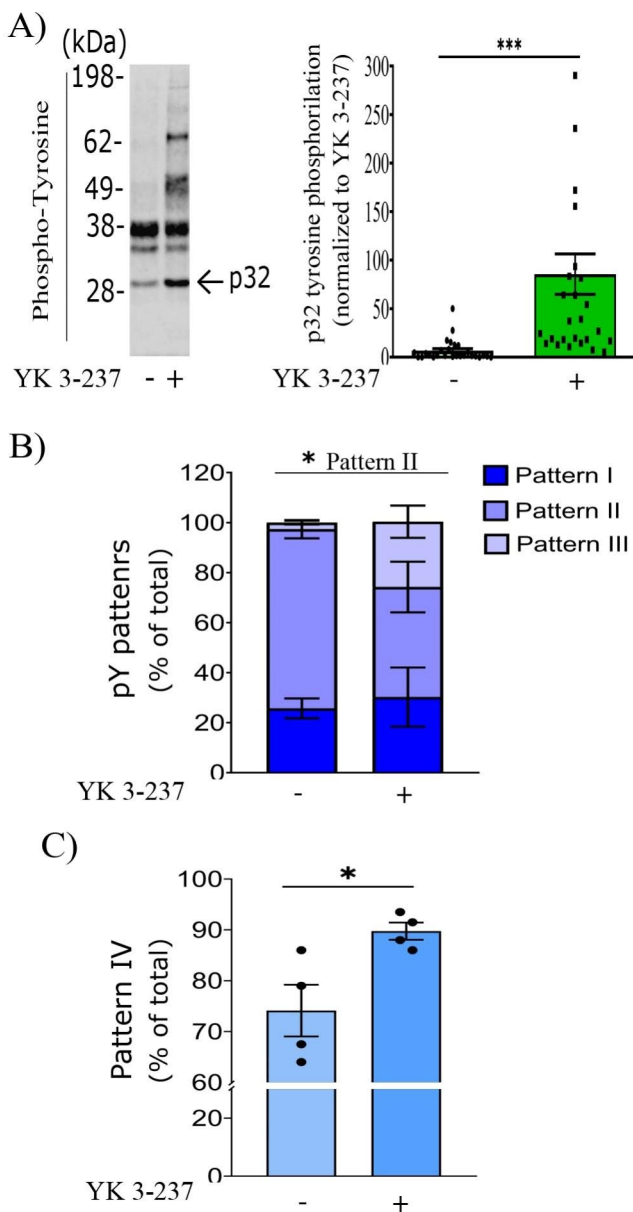 A)
(kDa)
Phospho-Tyrosine
198-
62-
49-
38-
28-
←p32
YK 3-237 - +
***
p32 tyrosine phosphorilation
(normalized to YK 3-237)
300
250
200
150
100
50
0
YK 3-237 - +
B)
* Pattern II
pY pattenrs
(% of total)
120
100
80
60
40
20
0
Pattern I
Pattern II
Pattern III
YK 3-237 - +
C)
*
Pattern IV
(% of total)
100
90
80
70
60
20
0
YK 3-237 - +